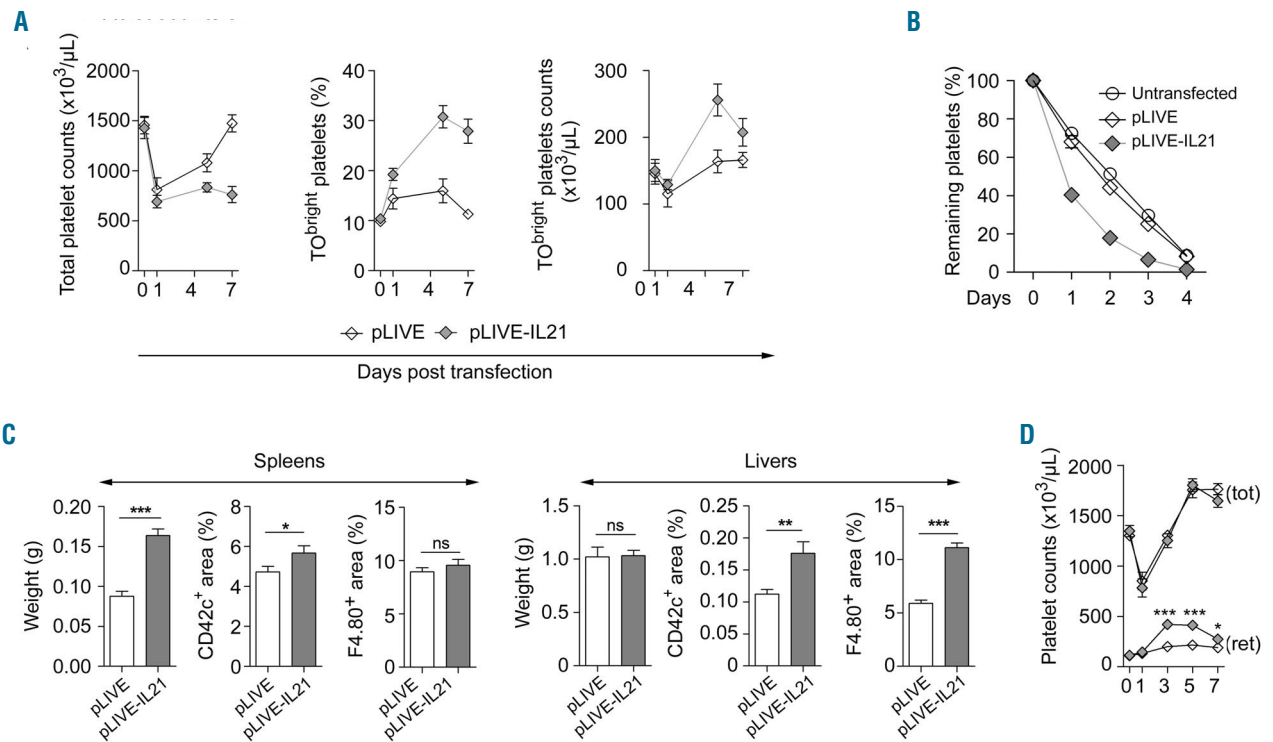 A
Total platelet counts (x10³/µL)
2000
1500
1000
500
0
0 1 4 7
TOᵇʳⁱᵍʰᵗ platelets (%)
40
30
20
10
0
0 1 4 7
TOᵇʳⁱᵍʰᵗ platelets counts
(x10³/µL)
300
200
100
0
0 1 4 7
pLIVE pLIVE-IL21
Days post transfection
B
Remaining platelets (%)
100
80
60
40
20
0
Untransfected
pLIVE
pLIVE-IL21
Days 0 1 2 3 4
C
Spleens
Weight (g)
0.20
0.15
0.10
0.05
0.00
***
pLIVE
pLIVE-IL21
CD42c⁺ area (%)
8
6
4
2
0
*
pLIVE
pLIVE-IL21
F4.80⁺ area (%)
15
10
5
0
ns
pLIVE
pLIVE-IL21
Livers
Weight (g)
1.5
1.0
0.5
0
ns
pLIVE
pLIVE-IL21
CD42c⁺ area (%)
0.25
0.20
0.15
0.10
0.05
0
**
pLIVE
pLIVE-IL21
F4.80⁺ area (%)
15
10
5
0
***
pLIVE
pLIVE-IL21
D
Platelet counts (x10³/µL)
2000
1500
1000
500
0
(tot)
*** *** *
(ret)
0 1 3 5 7